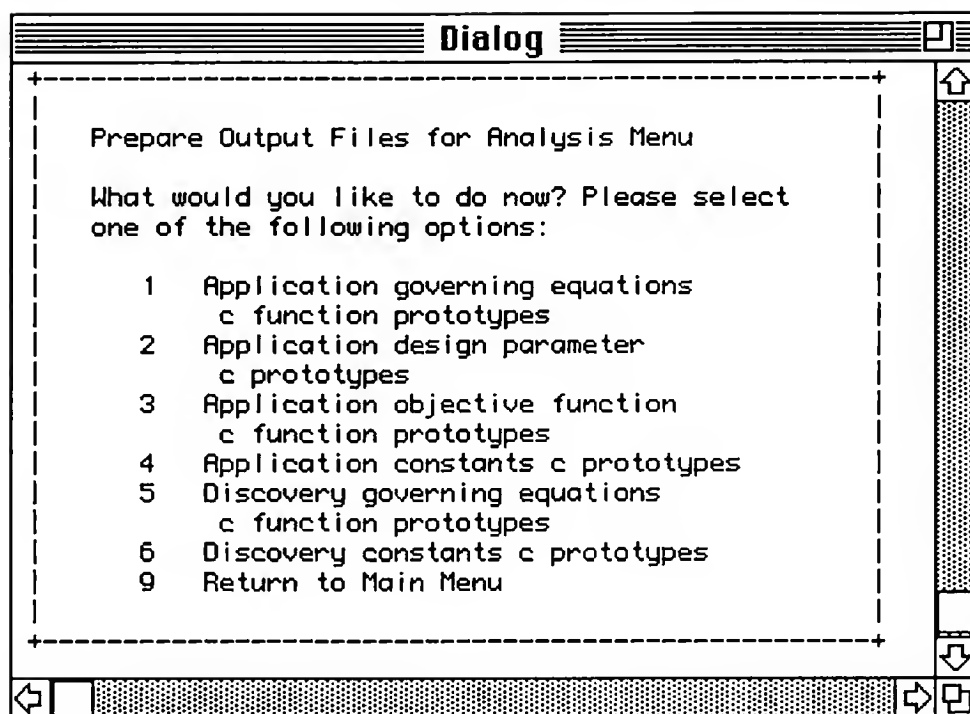 Dialog
Prepare Output Files for Analysis Menu
What would you like to do now? Please select
one of the following options:
1 Application governing equations
c function prototypes
2 Application design parameter
c prototypes
3 Application objective function
c function prototypes
4 Application constants c prototypes
5 Discovery governing equations
c function prototypes
6 Discovery constants c prototypes
9 Return to Main Menu